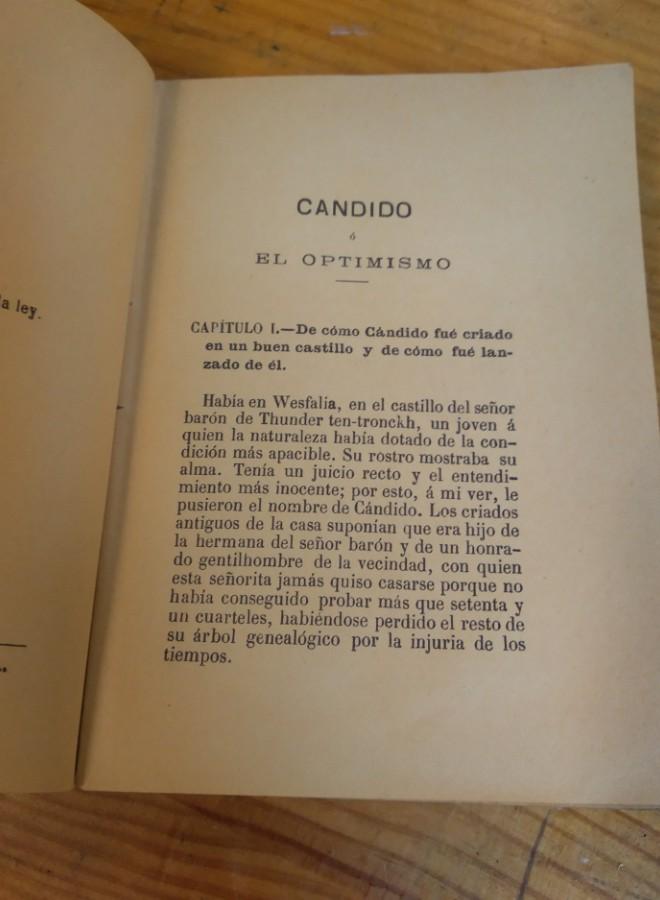 a ley.
CANDIDO
ó
EL OPTIMISMO
CAPÍTULO I.—De cómo Cándido fué criado
en un buen castillo y de cómo fué lan-
zado de él.
Había en Wesfalia, en el castillo del señor
barón de Thunder ten-tronckh, un joven á
quien la naturaleza había dotado de la con-
dición más apacible. Su rostro mostraba su
alma. Tenía un juicio recto y el entendi-
miento más inocente; por esto, á mi ver, le
pusieron el nombre de Cándido. Los criados
antiguos de la casa suponían que era hijo de
la hermana del señor barón y de un honra-
do gentilhombre de la vecindad, con quien
esta señorita jamás quiso casarse porque no
había conseguido probar más que setenta y
un cuarteles, habiéndose perdido el resto de
su árbol genealógico por la injuria de los
tiempos.